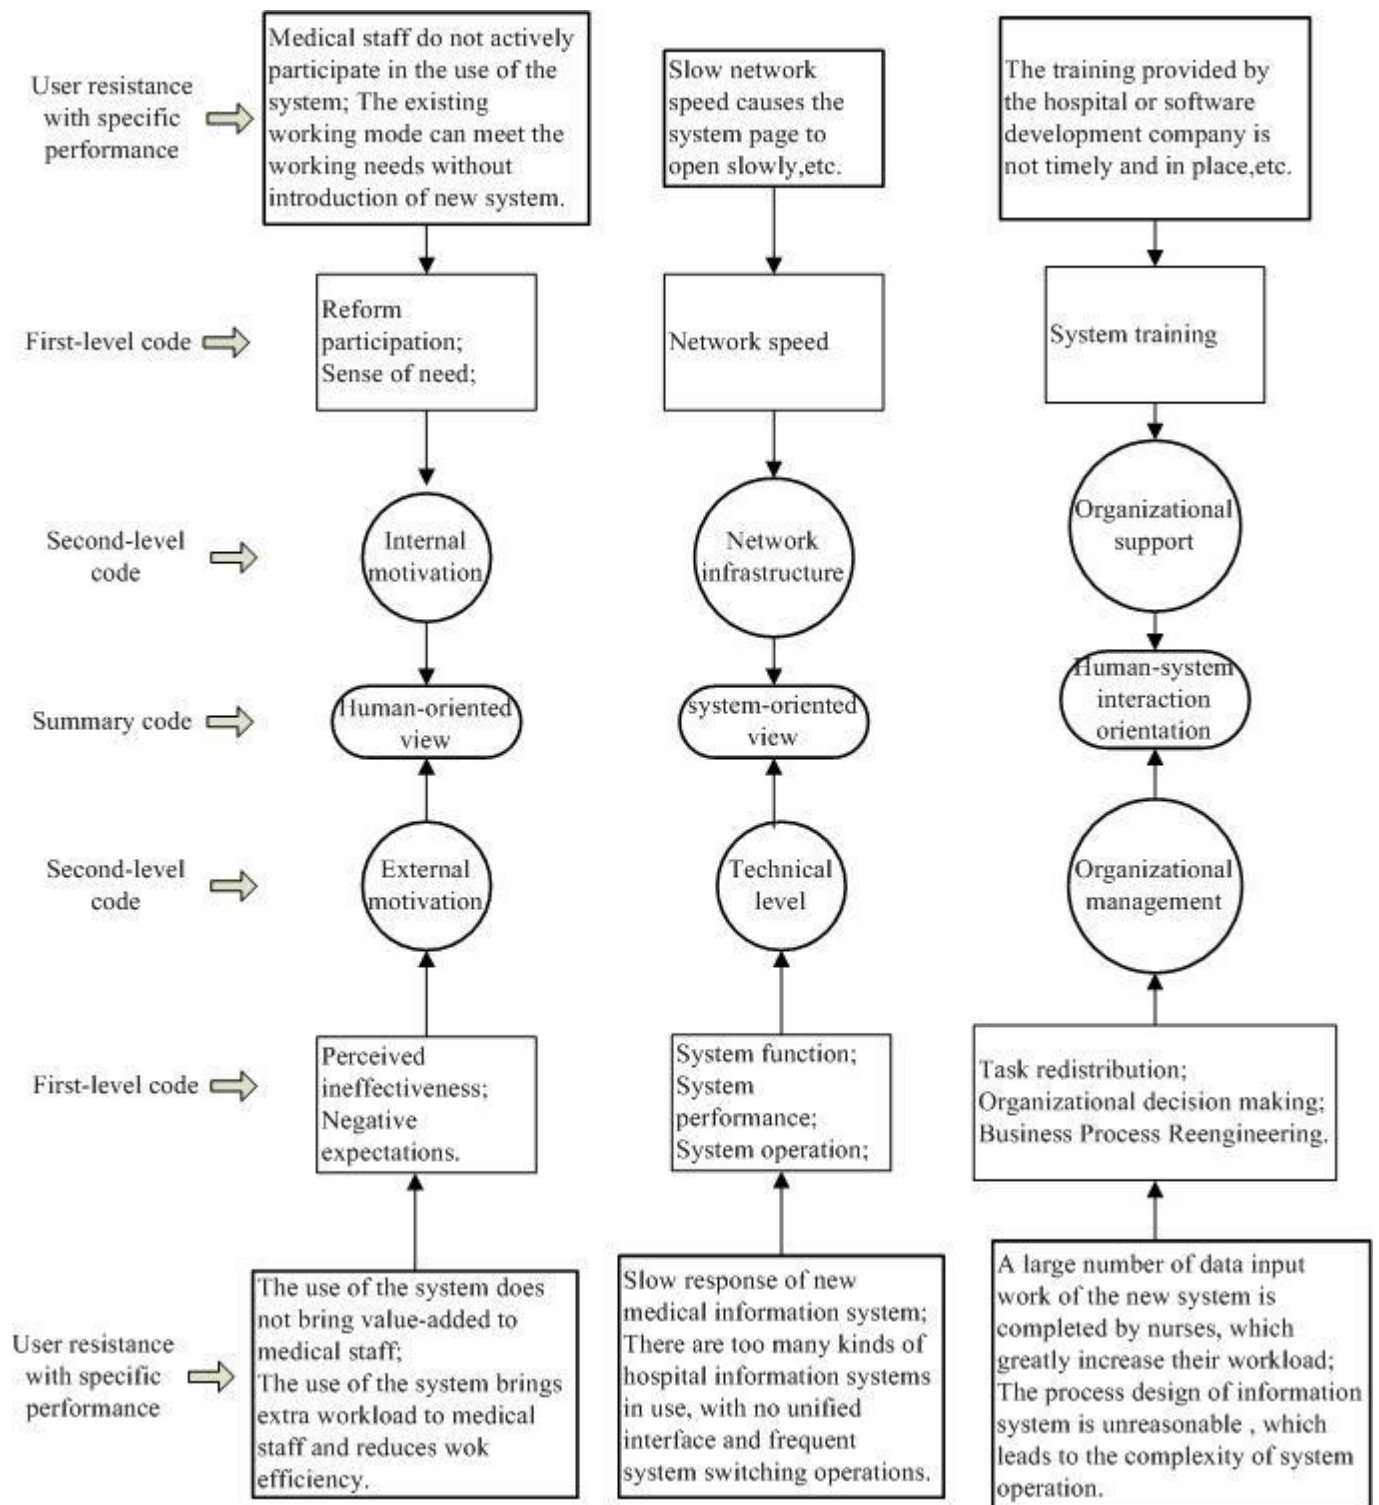 User resistance
with specific
performance
Medical staff do not actively
participate in the use of the
system; The existing
working mode can meet the
working needs without
introduction of new system.
Slow network
speed causes the
system page to
open slowly,etc.
The training provided by
the hospital or software
development company is
not timely and in place,etc.
First-level code
Reform
participation;
Sense of need;
Network speed
System training
Second-level
code
Internal
motivation
Network
infrastructure
Organizational
support
Summary code
Human-oriented
view
system-oriented
view
Human-system
interaction
orientation
Second-level
code
External
motivation
Technical
level
Organizational
management
First-level code
Perceived
ineffectiveness;
Negative
expectations.
System function;
System
performance;
System operation;
Task redistribution;
Organizational decision making;
Business Process Reengineering.
User resistance
with specific
performance
The use of the system does
not bring value-added to
medical staff;
The use of the system brings
extra workload to medical
staff and reduces wok
efficiency.
Slow response of new
medical information system;
There are too many kinds of
hospital information systems
in use, with no unified
interface and frequent
system switching operations.
A large number of data input
work of the new system is
completed by nurses, which
greatly increase their workload;
The process design of information
system is unreasonable , which
leads to the complexity of system
operation.